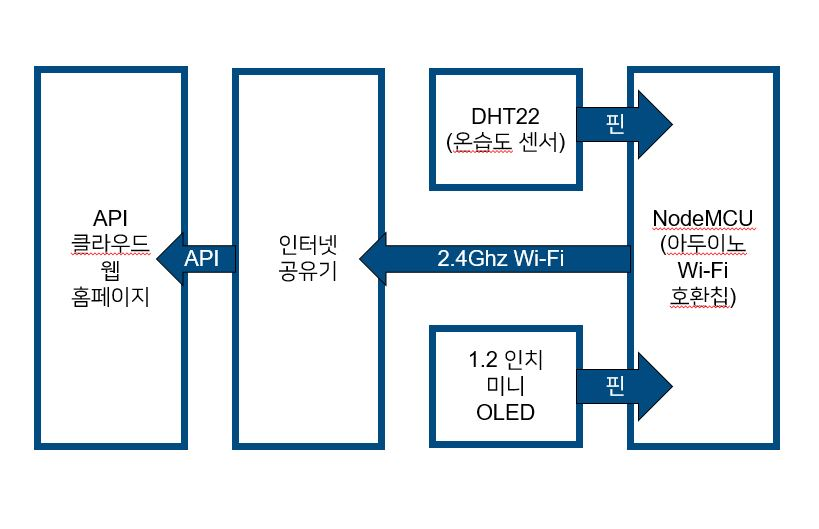 API
클라우드
웹
홈페이지
API
인터넷
공유기
DHT22
(온습도 센서)
핀
2.4Ghz Wi-Fi
1.2 인치
미니
OLED
핀
NodeMCU
(아두이노
Wi-Fi
호환칩)